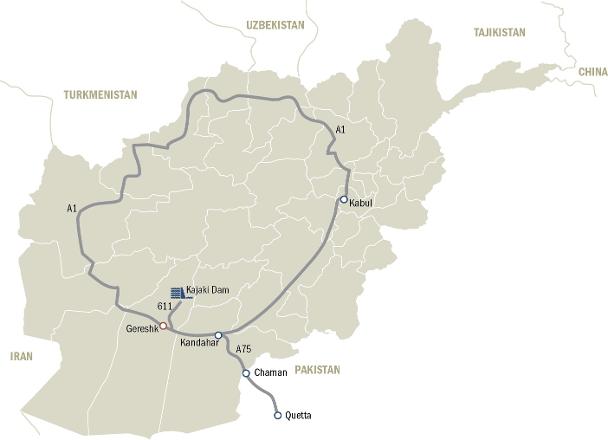 UZBEKISTAN
TAJIKISTAN
CHINA
TURKMENISTAN
A1
Kabul
A1
Kajaki Dam
611
Gereshk
Kandahar
A75
IRAN
Chaman
PAKISTAN
Quetta